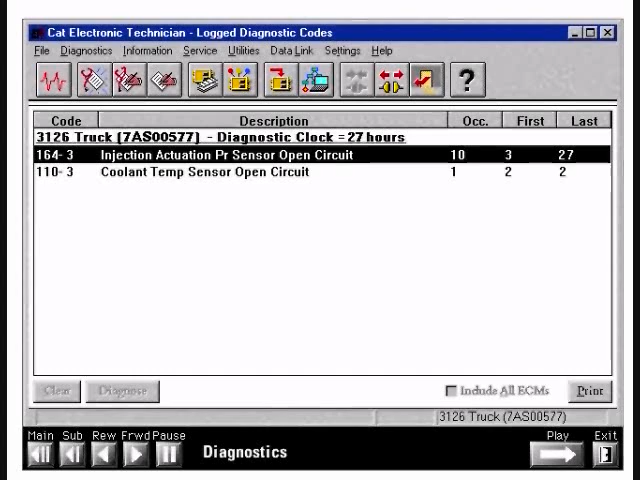 Cat Electronic Technician - Logged Diagnostic Codes
File Diagnostics Information Service Utilities Data Link Settings Help
?
Code Description Occ. First Last
3126 Truck (7AS00577) - Diagnostic Clock = 27 hours
164- 3 Injection Actuation Pr Sensor Open Circuit 10 3 27
110- 3 Coolant Temp Sensor Open Circuit 1 2 2
Clear Diagnose Include All ECMs Print
3126 Truck (7AS00577)
Main Sub Rew Frwd Pause Play Exit
Diagnostics